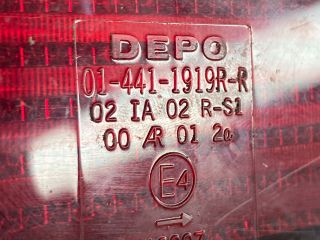 DEPO
01-441-1919R-R
02 IA 02 R-S1
00 AR 01 2a
E4